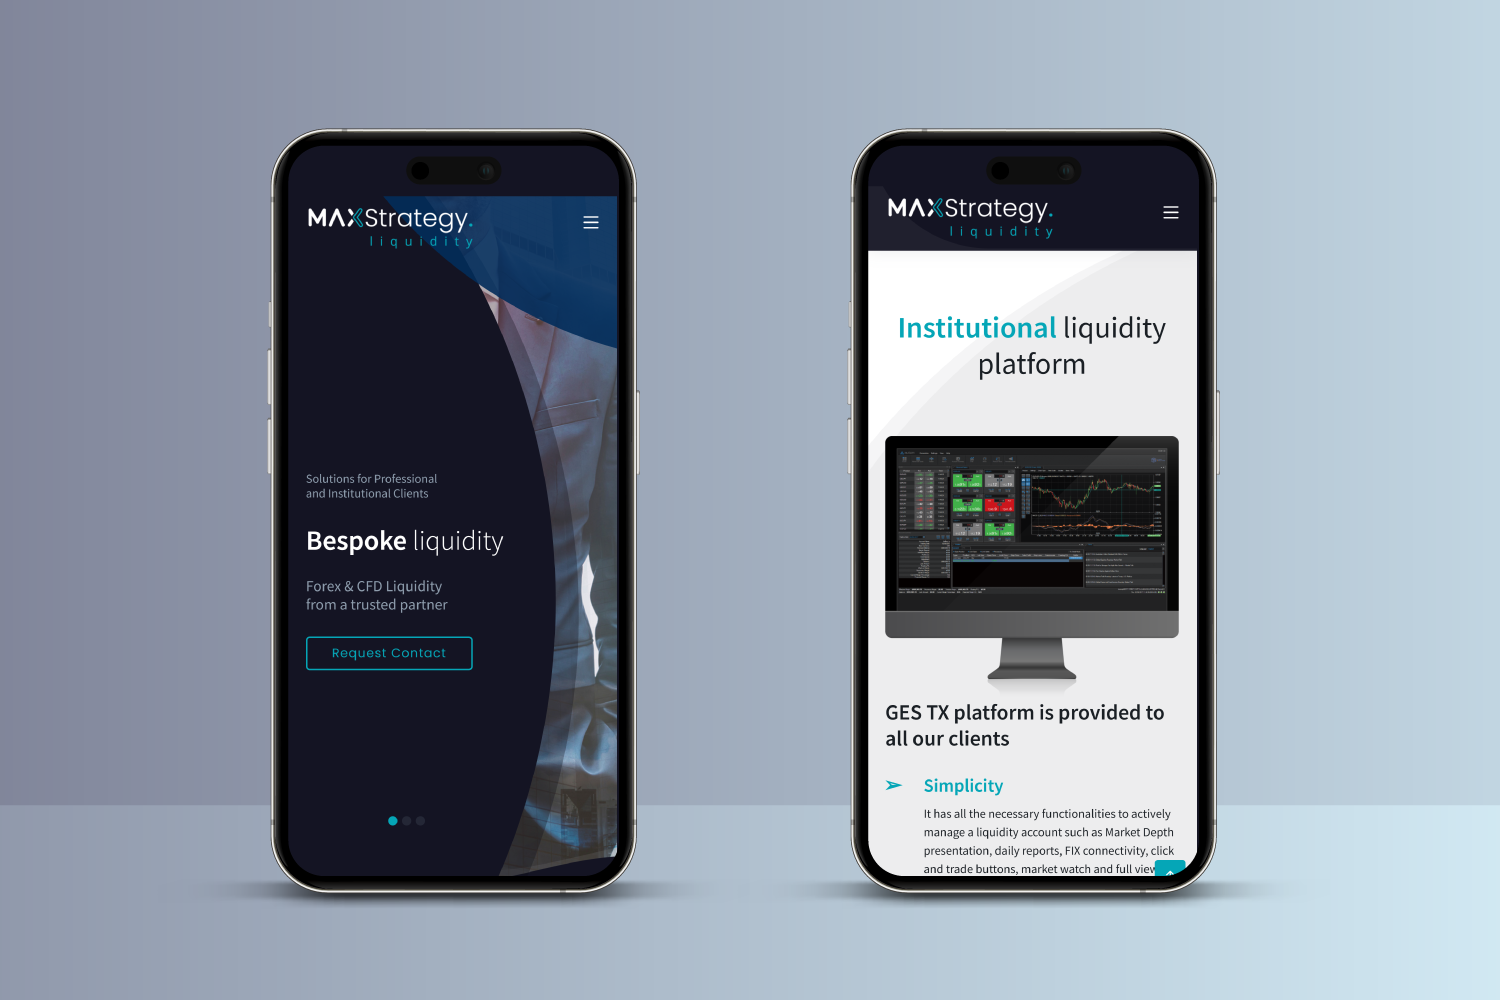 MAXStrategy.
liquidity
Solutions for Professional
and Institutional Clients
Bespoke liquidity
Forex & CFD Liquidity
from a trusted partner
Request Contact
MAXStrategy.
liquidity
Institutional liquidity
platform
GES TX platform is provided to
all our clients
➢ Simplicity
It has all the necessary functionalities to actively
manage a liquidity account such as Market Depth
presentation, daily reports, FIX connectivity, click
and trade buttons, market watch and full view